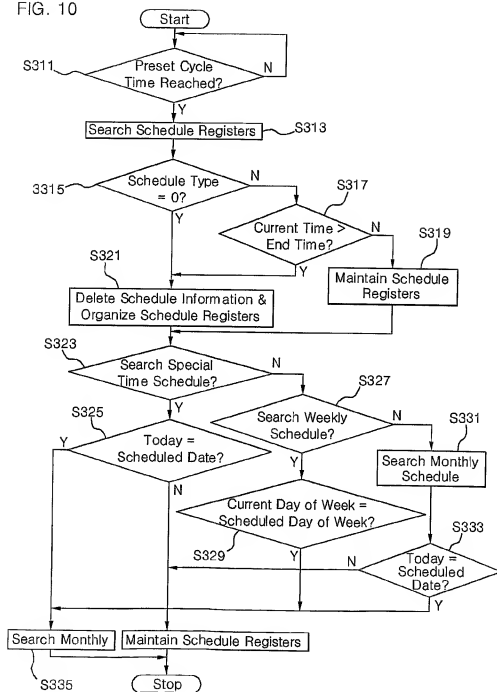 FIG. 10
Start
S311
Preset Cycle
Time Reached?
N
Y
Search Schedule Registers
S313
3315
Schedule Type
= 0?
N
Y
S317
Current Time >
End Time?
N
Y
S319
Maintain Schedule
Registers
S321
Delete Schedule Information &
Organize Schedule Registers
S323
Search Special
Time Schedule?
N
Y
S327
Search Weekly
Schedule?
N
Y
S325
Today =
Scheduled Date?
Y
N
S331
Search Monthly
Schedule
Current Day of Week =
Scheduled Day of Week?
S329
Y
S333
Today =
Scheduled
Date?
N
Y
Search Monthly
Maintain Schedule Registers
S335
Stop